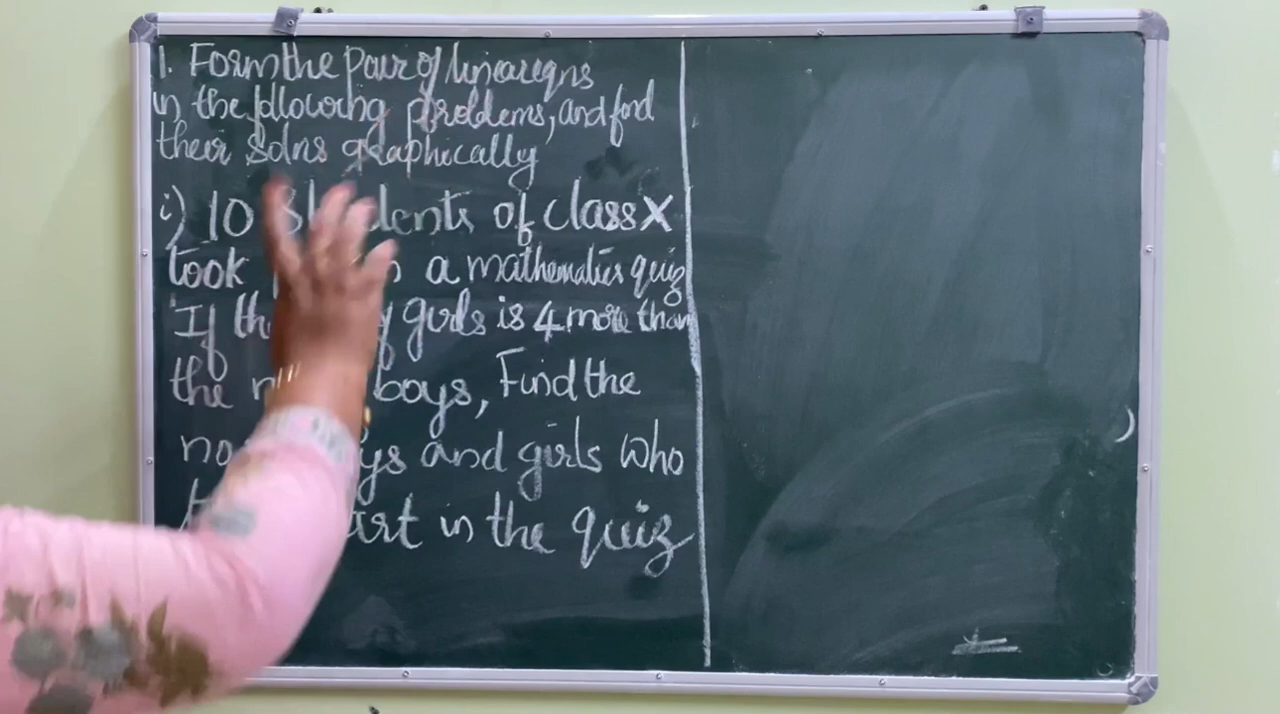 1. Form the pair of linear eqns
in the following problems, and find
their Solns graphically
i) 10 Students of class X
took a mathematics quiz
If the girls is 4 more than
the boys, Find the
and girls who
in the quiz